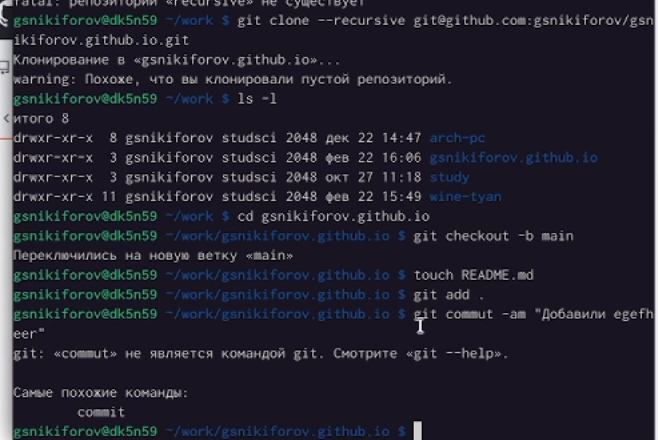 fatal: репозиторий «recursive» не существует
gsnikiforov@dk5n59 ~/work $ git clone --recursive git@github.com:gsnikiforov/gsn
ikiforov.github.io.git
Клонирование в «gsnikiforov.github.io»...
warning: Похоже, что вы клонировали пустой репозиторий.
gsnikiforov@dk5n59 ~/work $ ls -l
итого 8
drwxr-xr-x 8 gsnikiforov studsci 2048 дек 22 14:47 arch-pc
drwxr-xr-x 3 gsnikiforov studsci 2048 фев 22 16:06 gsnikiforov.github.io
drwxr-xr-x 3 gsnikiforov studsci 2048 окт 27 11:18 study
drwxr-xr-x 11 gsnikiforov studsci 2048 фев 22 15:49 wine-tyan
gsnikiforov@dk5n59 ~/work $ cd gsnikiforov.github.io
gsnikiforov@dk5n59 ~/work/gsnikiforov.github.io $ git checkout -b main
Переключились на новую ветку «main»
gsnikiforov@dk5n59 ~/work/gsnikiforov.github.io $ touch README.md
gsnikiforov@dk5n59 ~/work/gsnikiforov.github.io $ git add .
gsnikiforov@dk5n59 ~/work/gsnikiforov.github.io $ git commut -am "Добавили egefh
eer"
git: «commut» не является командой git. Смотрите «git --help».
Самые похожие команды:
commit
gsnikiforov@dk5n59 ~/work/gsnikiforov.github.io $